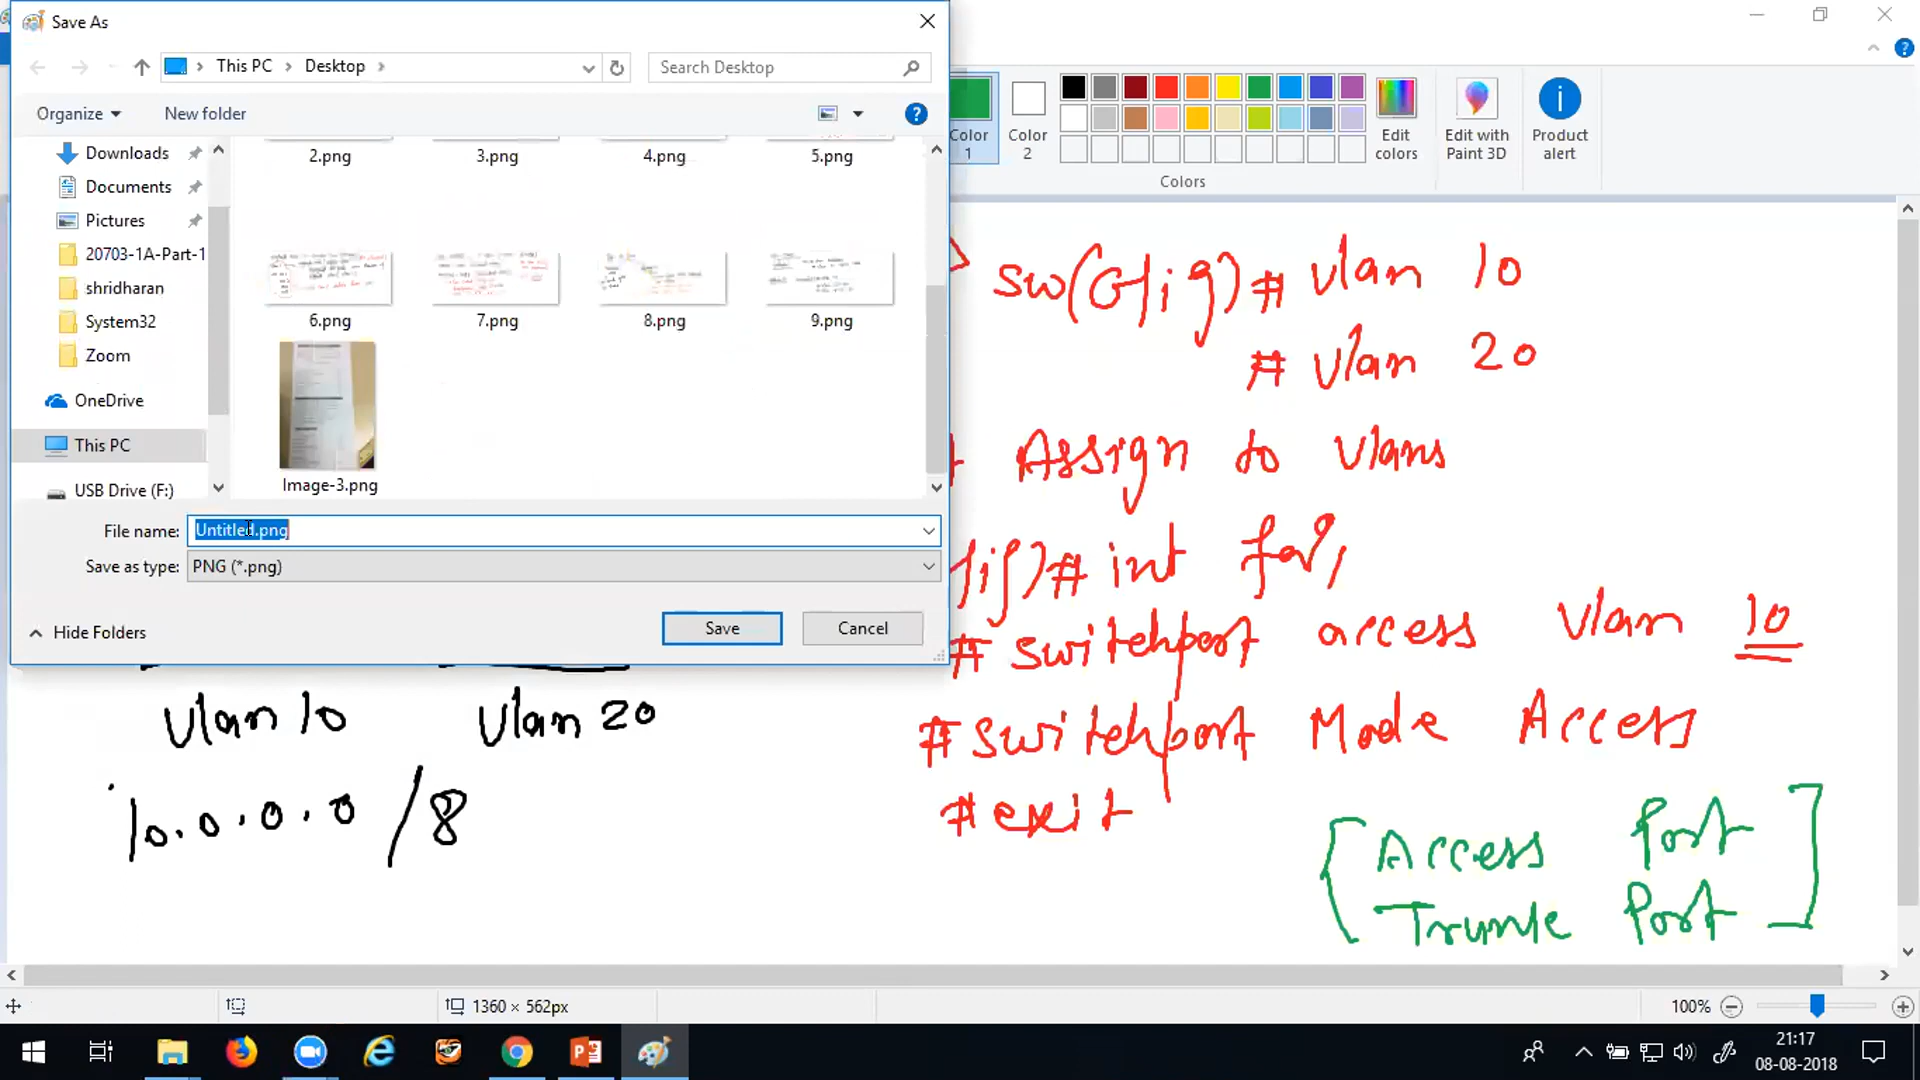 Save As
This PC
Desktop
Search Desktop
Organize
New folder
Downloads
Documents
Pictures
20703-1A-Part-1
shridharan
System32
Zoom
OneDrive
This PC
USB Drive (F:)
2.png
3.png
4.png
5.png
6.png
7.png
8.png
9.png
Image-3.png
File name:
Untitled.png
Save as type:
PNG (*.png)
Hide Folders
Save
Cancel
Color
1
Color
2
Edit
colors
Edit with
Paint 3D
Product
alert
Colors
# vlan 10
# vlan 20
Assign to vlans
# int
# switchport access vlan 10
# switchport Mode Access
# exit
Vlan 10
Vlan 20
10.0.0.0 /8
[Access Port
Trunk Port]
1360 × 562px
100%
21:17
08-08-2018